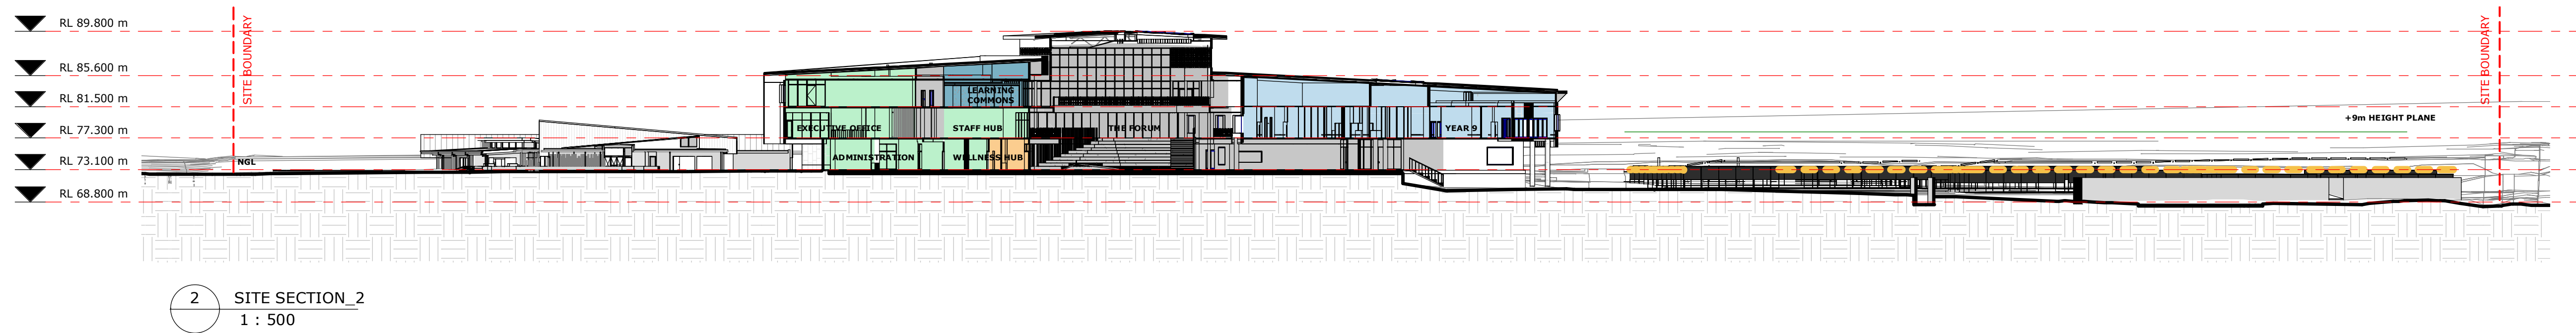 RL 89.800 m
SITE BOUNDARY
SITE BOUNDARY
RL 85.600 m
RL 81.500 m
LEARNING
COMMONS
RL 77.300 m
EXECUTIVE OFFICE
STAFF HUB
THE FORUM
YEAR 9
+9m HEIGHT PLANE
RL 73.100 m
NGL
ADMINISTRATION
WELLNESS HUB
RL 68.800 m
2
SITE SECTION_2
1 : 500